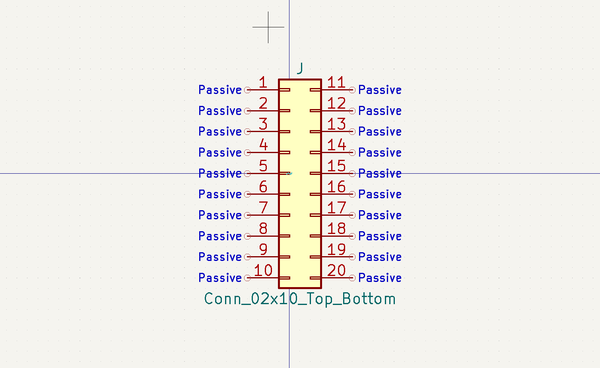 J
Passive 1 11 Passive
Passive 2 12 Passive
Passive 3 13 Passive
Passive 4 14 Passive
Passive 5 15 Passive
Passive 6 16 Passive
Passive 7 17 Passive
Passive 8 18 Passive
Passive 9 19 Passive
Passive 10 20 Passive
Conn_02x10_Top_Bottom